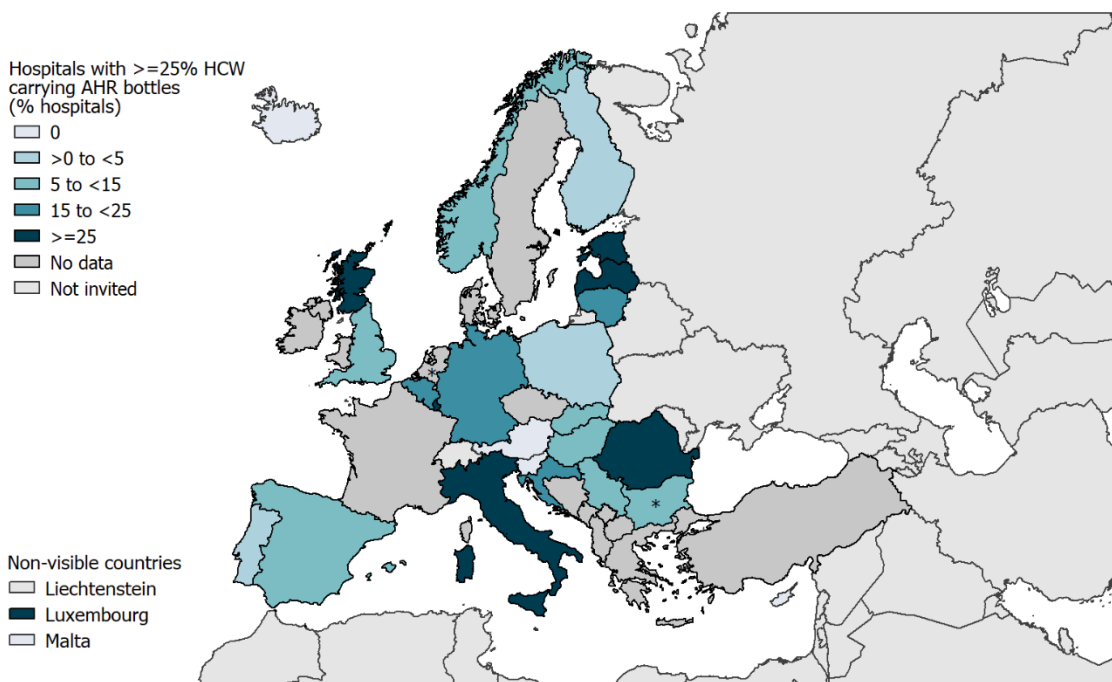 Hospitals with >=25% HCW
carrying AHR bottles
(% hospitals)
0
>0 to <5
5 to <15
15 to <25
>=25
No data
Not invited
*
*
Non-visible countries
Liechtenstein
Luxembourg
Malta